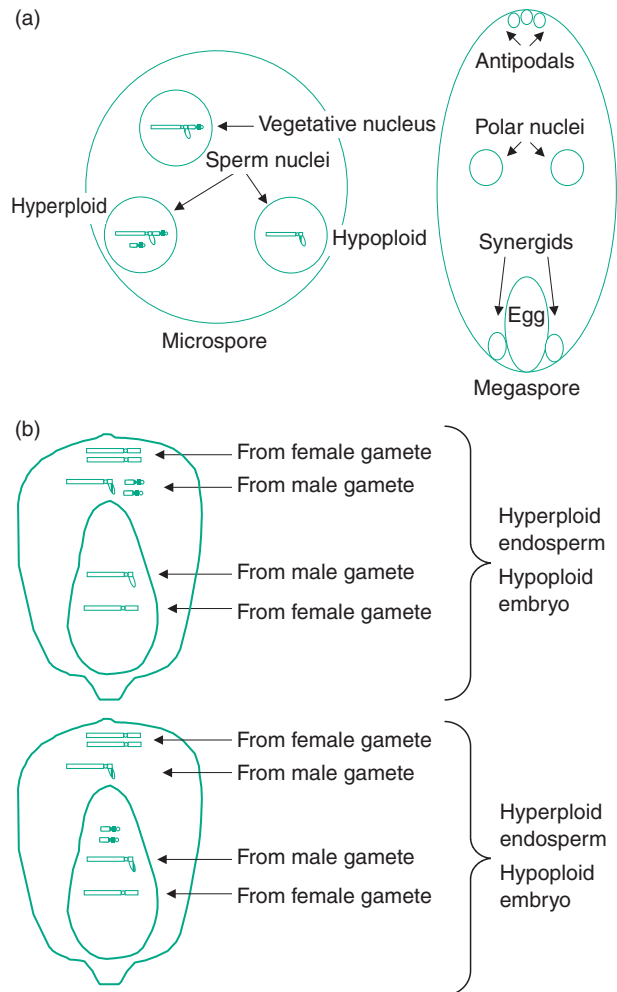 (a)
Antipodals
Vegetative nucleus
Polar nuclei
Sperm nuclei
Hyperploid
Hypoploid
Synergids
Egg
Microspore
Megaspore
(b)
From female gamete
From male gamete
Hyperploid
endosperm
Hypoploid
embryo
From male gamete
From female gamete
From female gamete
From male gamete
Hyperploid
endosperm
Hypoploid
embryo
From male gamete
From female gamete